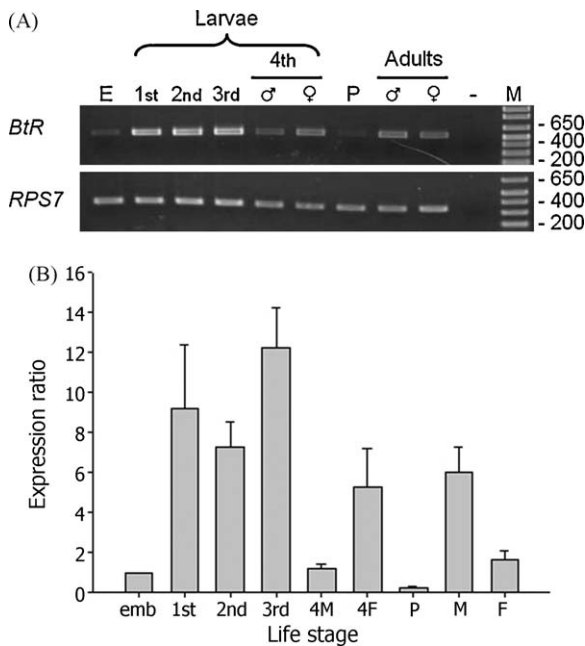 (A)
Larvae
4th
Adults
E 1st 2nd 3rd ♂ ♀ P ♂ ♀ - M
BtR
- 650
- 400
- 200
RPS7
- 650
- 400
- 200
(B)
16
14
12
10
8
6
4
2
0
Expression ratio
emb 1st 2nd 3rd 4M 4F P M F
Life stage